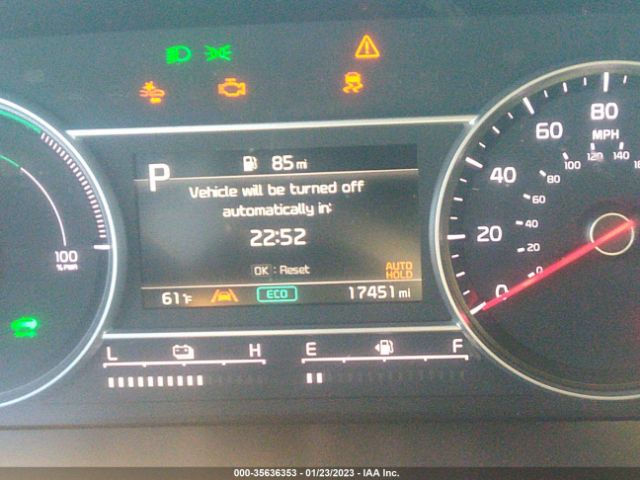 80
60
MPH
120
140
40
100
80
P
85 mi
Vehicle will be turned off
automatically in:
60
22:52
20
40
100
% PWR
20
OK : Reset
AUTO
HOLD
0
61°F
ECO
17451 mi
0
L
H
E
F
000-35636353 - 01/23/2023 - IAA Inc.